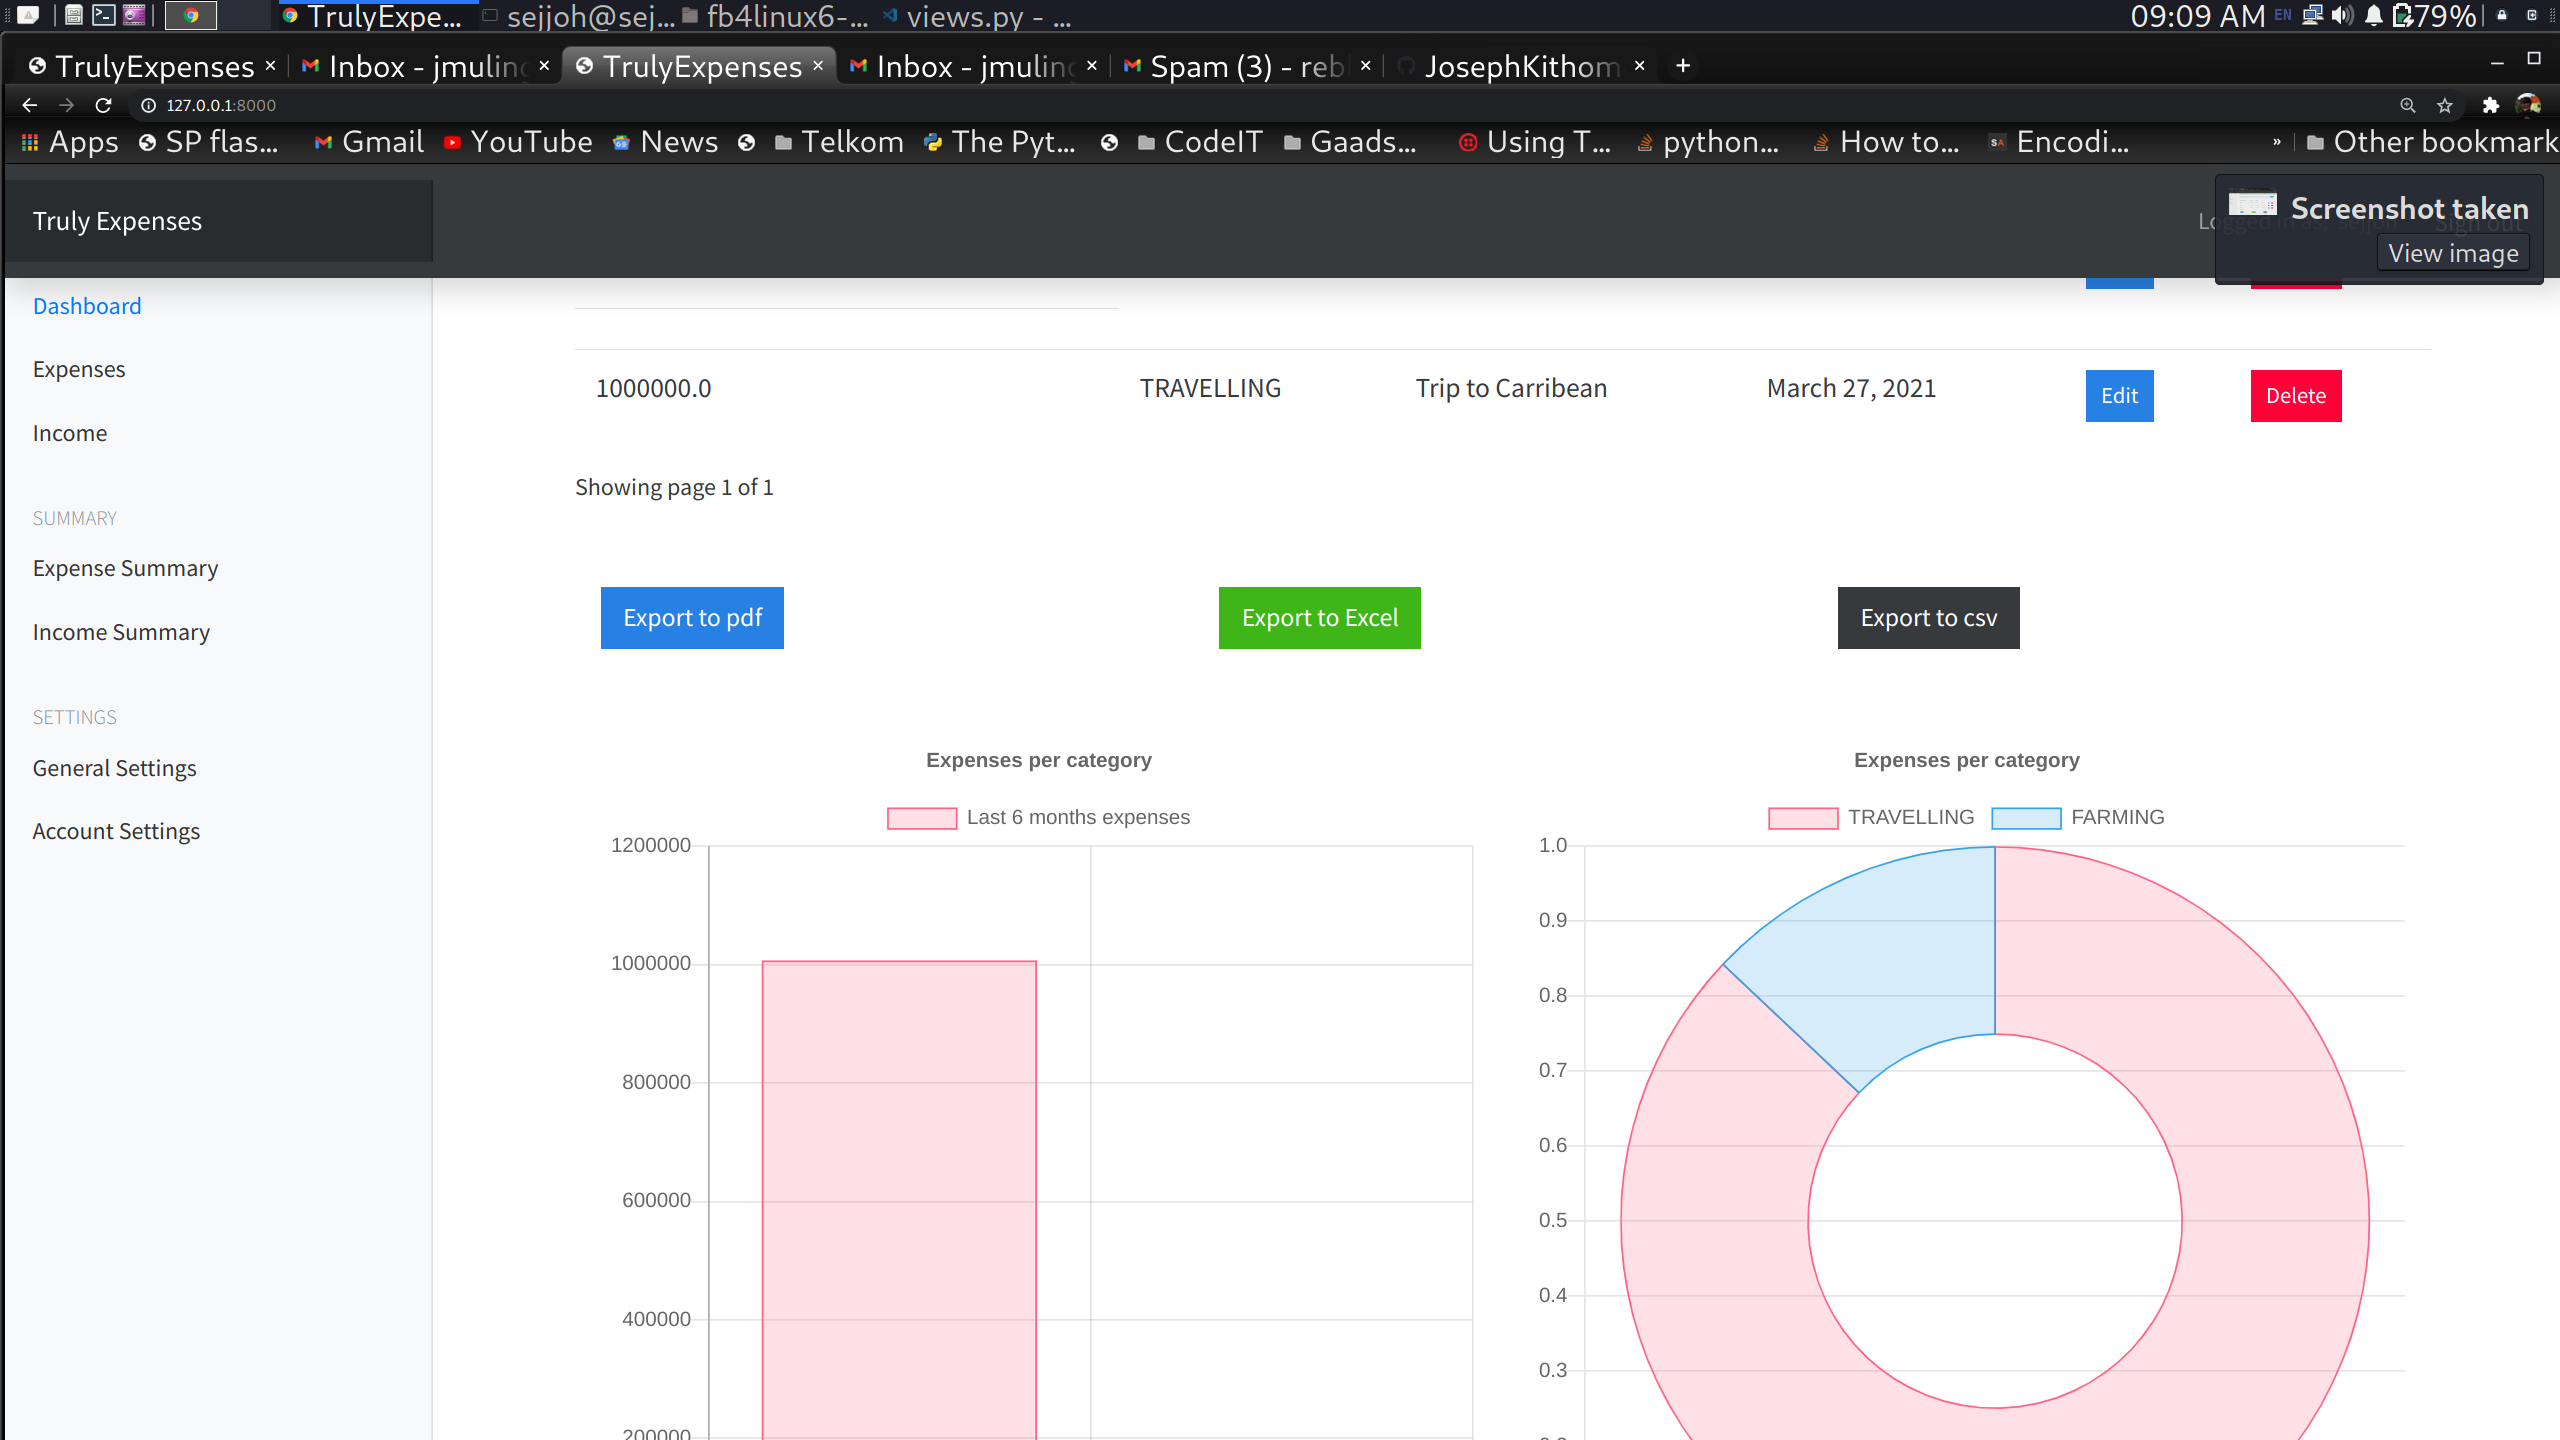 TrulyExpe... sejjoh@sej... fb4linux6-... views.py - ... 09:09 AM EN 79%
TrulyExpenses Inbox - jmulin TrulyExpenses Inbox - jmulin Spam (3) - reb JosephKithom
127.0.0.1:8000
Apps SP flas... Gmail YouTube News Telkom The Pyt... CodeIT Gaads... Using T... python... How to... Encodi... » Other bookmark
Truly Expenses
Screenshot taken
View image
Dashboard
Expenses
Income
SUMMARY
Expense Summary
Income Summary
SETTINGS
General Settings
Account Settings
1000000.0 TRAVELLING Trip to Carribean March 27, 2021 Edit Delete
Showing page 1 of 1
Export to pdf Export to Excel Export to csv
Expenses per category
Last 6 months expenses
1200000
1000000
800000
600000
400000
200000
Expenses per category
TRAVELLING FARMING
1.0
0.9
0.8
0.7
0.6
0.5
0.4
0.3